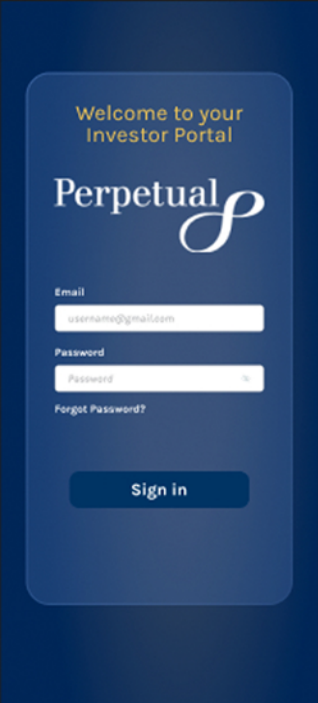 Welcome to your
Investor Portal
Perpetual
Email
username@gmail.com
Password
Password
Forgot Password?
Sign in